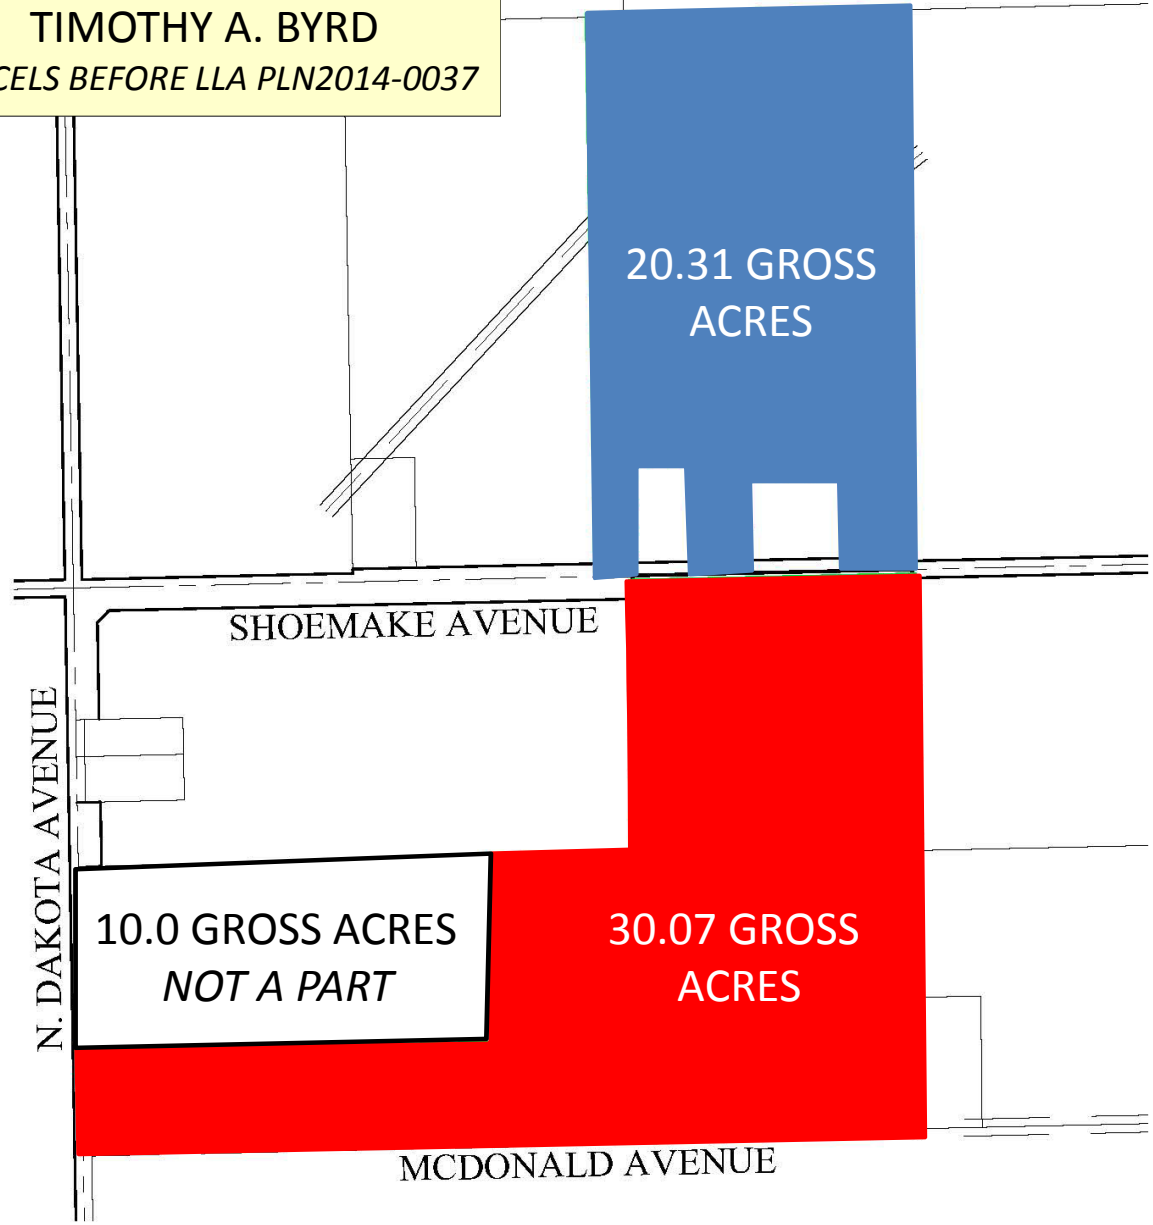 TIMOTHY A. BYRD
CELS BEFORE LLA PLN2014-0037
20.31 GROSS
ACRES
SHOEMAKE AVENUE
N. DAKOTA AVENUE
10.0 GROSS ACRES
NOT A PART
30.07 GROSS
ACRES
MCDONALD AVENUE